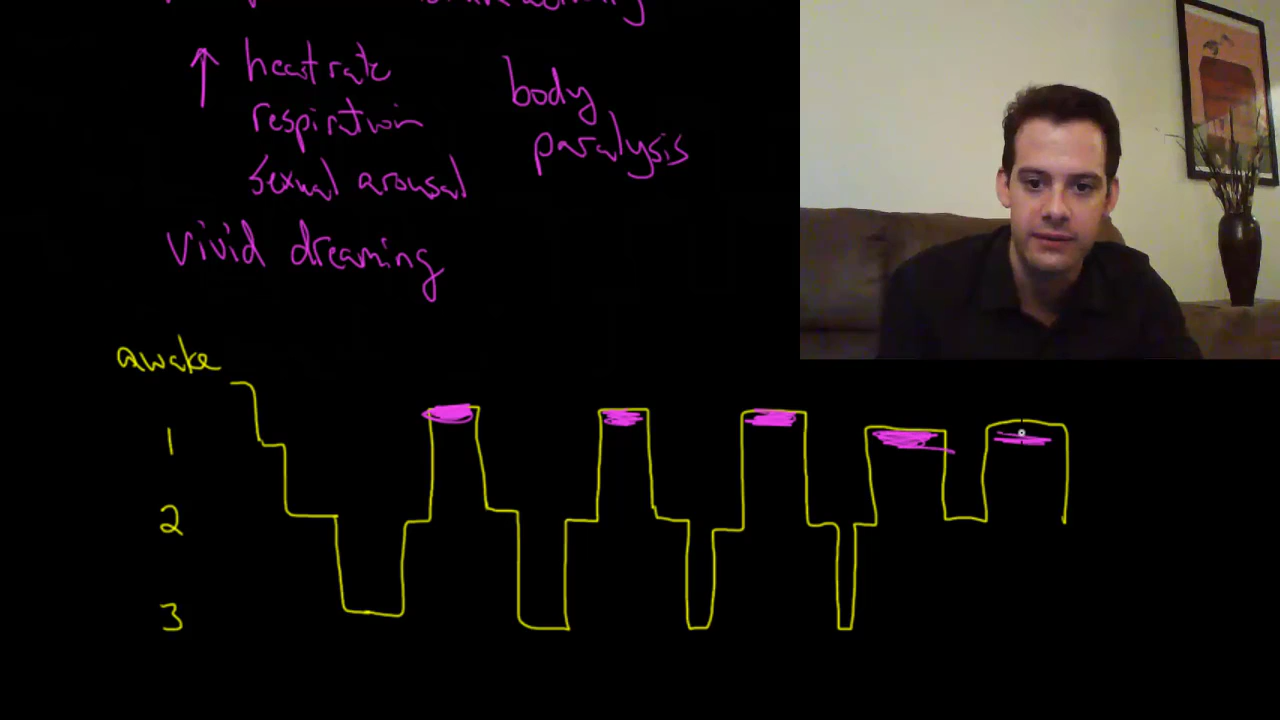 ↑ heart rate
respiration
sexual arousal
body
paralysis
vivid dreaming
awake
1
2
3